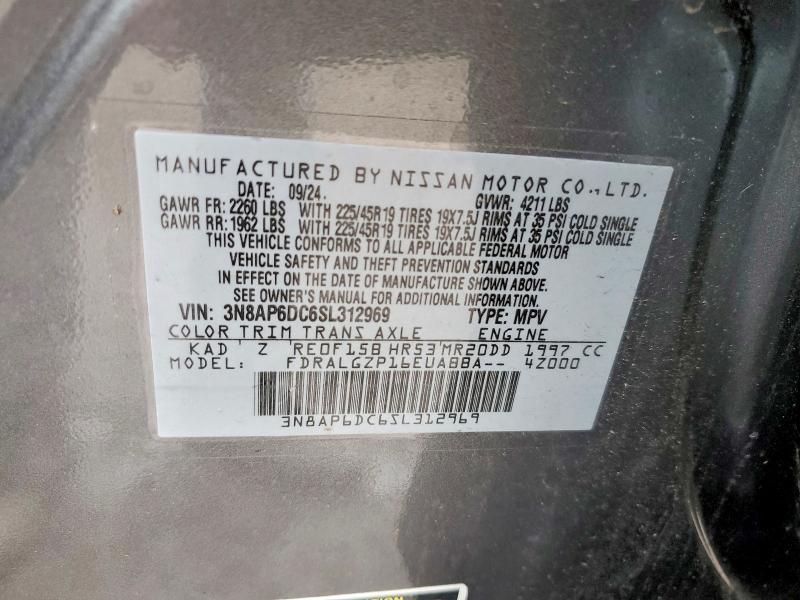 MANUFACTURED BY NISSAN MOTOR CO., LTD.
DATE: 09/24. GVWR: 4211 LBS
GAWR FR: 2260 LBS WITH 225/45R19 TIRES 19X7.5J RIMS AT 35 PSI COLD SINGLE
GAWR RR: 1962 LBS WITH 225/45R19 TIRES 19X7.5J RIMS AT 35 PSI COLD SINGLE
THIS VEHICLE CONFORMS TO ALL APPLICABLE FEDERAL MOTOR
VEHICLE SAFETY AND THEFT PREVENTION STANDARDS
IN EFFECT ON THE DATE OF MANUFACTURE SHOWN ABOVE.
SEE OWNER'S MANUAL FOR ADDITIONAL INFORMATION.
VIN: 3N8AP6DC6SL312969 TYPE: MPV
COLOR TRIM TRANS AXLE ENGINE
KAD Z RE0F15B HR53 MR20DD 1997 CC
MODEL: FDRALGZP16EUABBA-- 4Z000
3N8AP6DC6SL312969